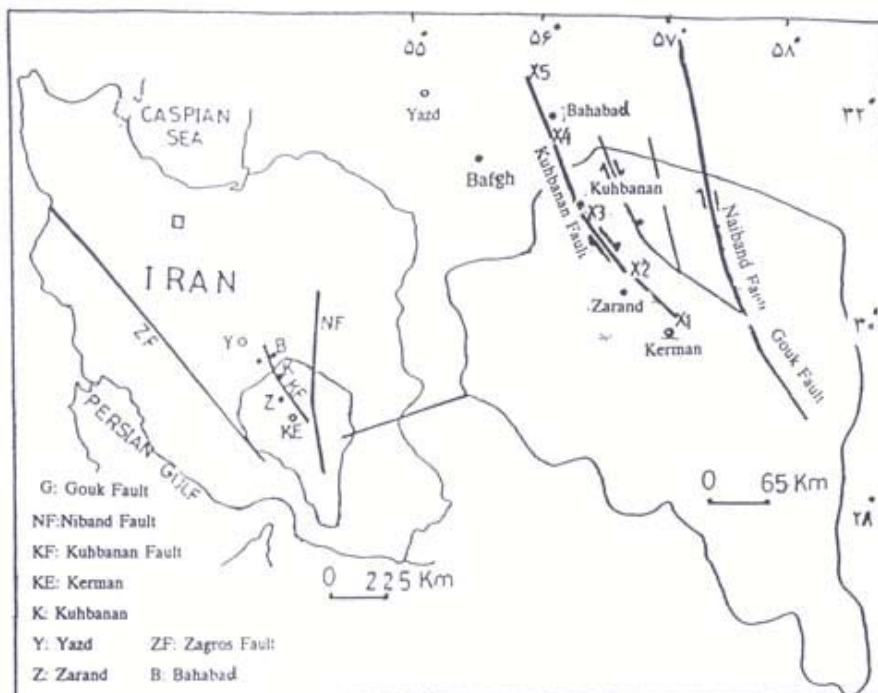 ۵۵° ۵۶° ۵۷° ۵۸°
۳۲°
۳۰°
۲۸°
CASPIAN
SEA
IRAN
ZF
PERSIAN GULF
NF
Y
B
K
KF
Z
KE
Yazd
Bafgh
X5
Bahabad
X4
Kuhbanan Fault
Kuhbanan
X3
X2
Zarand
X1
Kerman
Naiband Fault
Gouk Fault
0 65 Km
0 225 Km
G: Gouk Fault
NF:Niband Fault
KF: Kuhbanan Fault
KE: Kerman
K: Kuhbanan
Y: Yazd ZF: Zagros Fault
Z: Zarand B: Bahabad